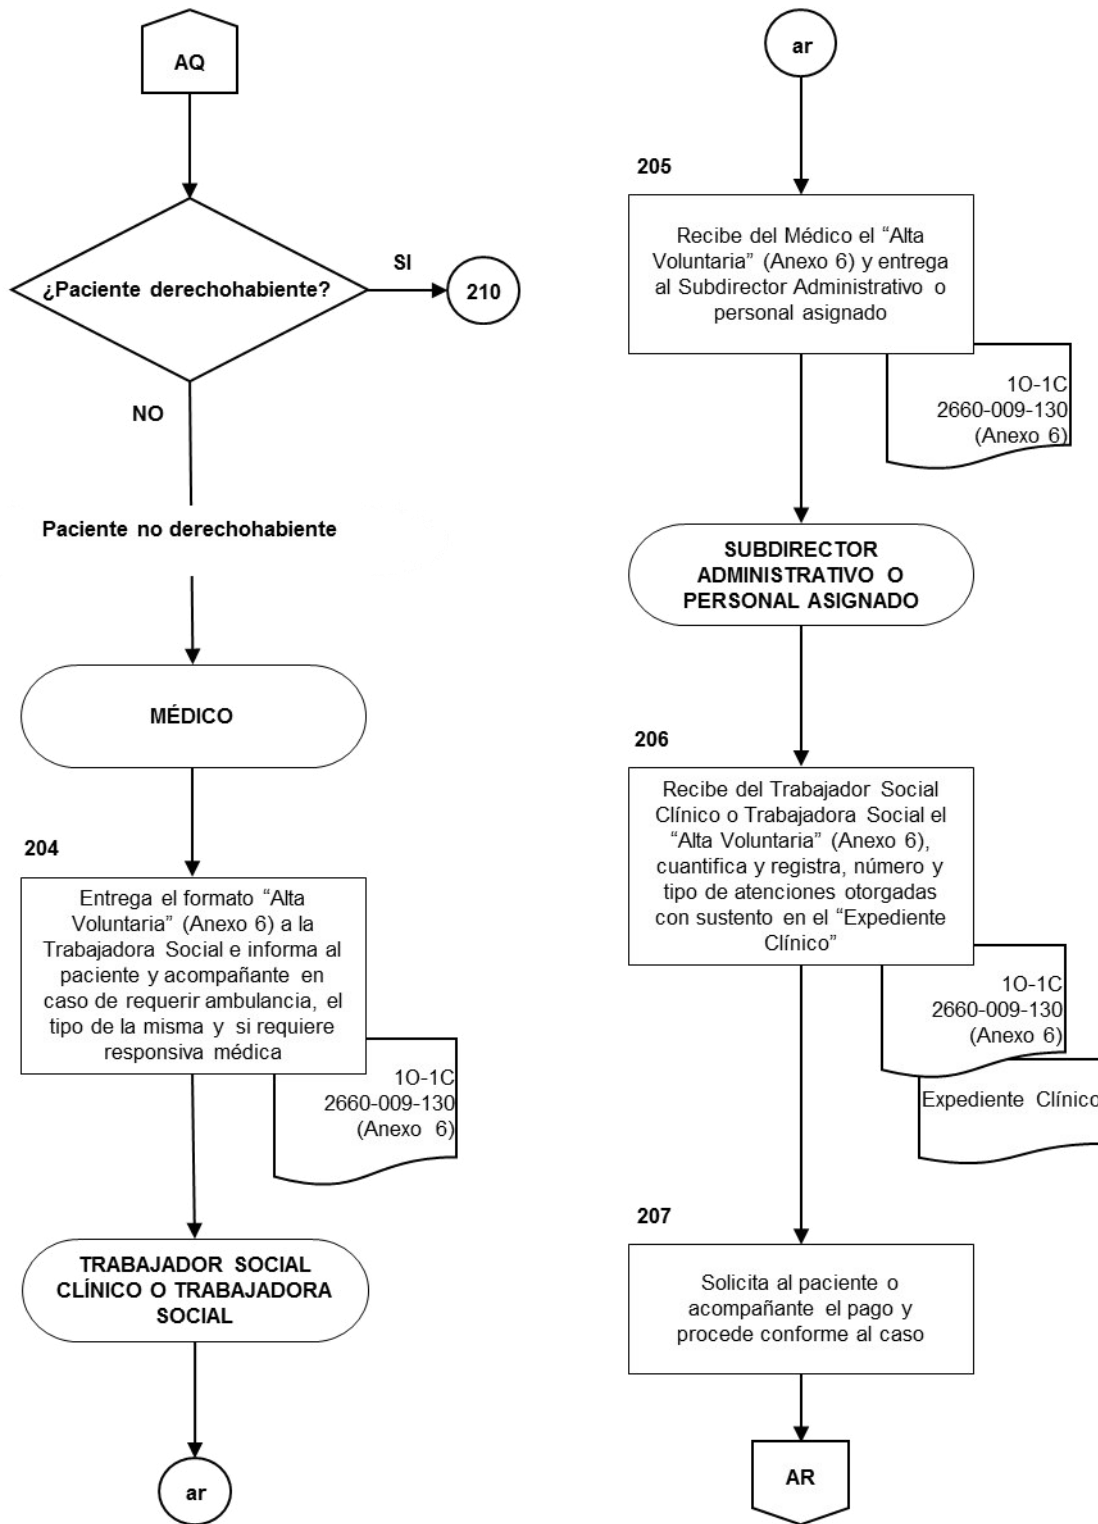 AQ
¿Paciente derechohabiente?
SI
210
NO
Paciente no derechohabiente
MÉDICO
204
Entrega el formato “Alta
Voluntaria” (Anexo 6) a la
Trabajadora Social e informa al
paciente y acompañante en
caso de requerir ambulancia, el
tipo de la misma y si requiere
responsiva médica
1O-1C
2660-009-130
(Anexo 6)
TRABAJADOR SOCIAL
CLÍNICO O TRABAJADORA
SOCIAL
ar
ar
205
Recibe del Médico el “Alta
Voluntaria” (Anexo 6) y entrega
al Subdirector Administrativo o
personal asignado
1O-1C
2660-009-130
(Anexo 6)
SUBDIRECTOR
ADMINISTRATIVO O
PERSONAL ASIGNADO
206
Recibe del Trabajador Social
Clínico o Trabajadora Social el
“Alta Voluntaria” (Anexo 6),
cuantifica y registra, número y
tipo de atenciones otorgadas
con sustento en el “Expediente
Clínico”
1O-1C
2660-009-130
(Anexo 6)
Expediente Clínico
207
Solicita al paciente o
acompañante el pago y
procede conforme al caso
AR